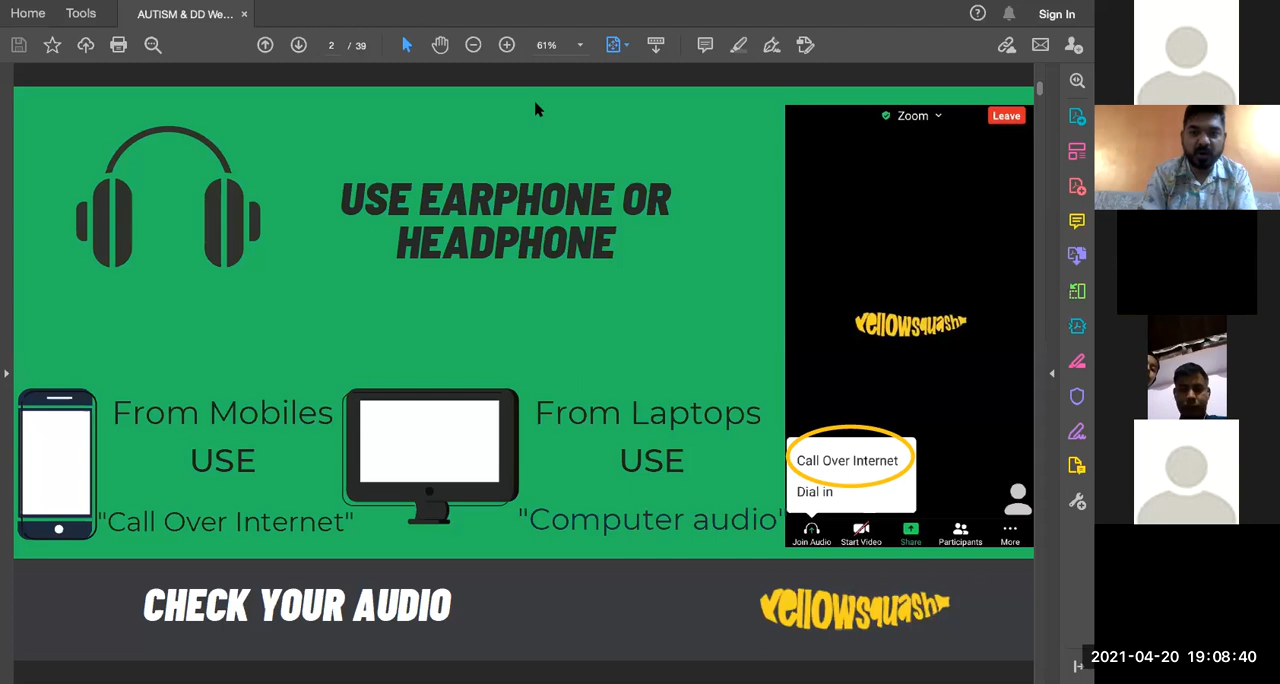 Home
Tools
AUTISM & DD We... ×
Sign In
2 / 39
61%
USE EARPHONE OR
HEADPHONE
From Mobiles
USE
"Call Over Internet"
From Laptops
USE
"Computer audio"
Zoom
Leave
yellowsquash
Call Over Internet
Dial in
Join Audio
Start Video
Share
Participants
More
CHECK YOUR AUDIO
yellowsquash
2021-04-20 19:08:40